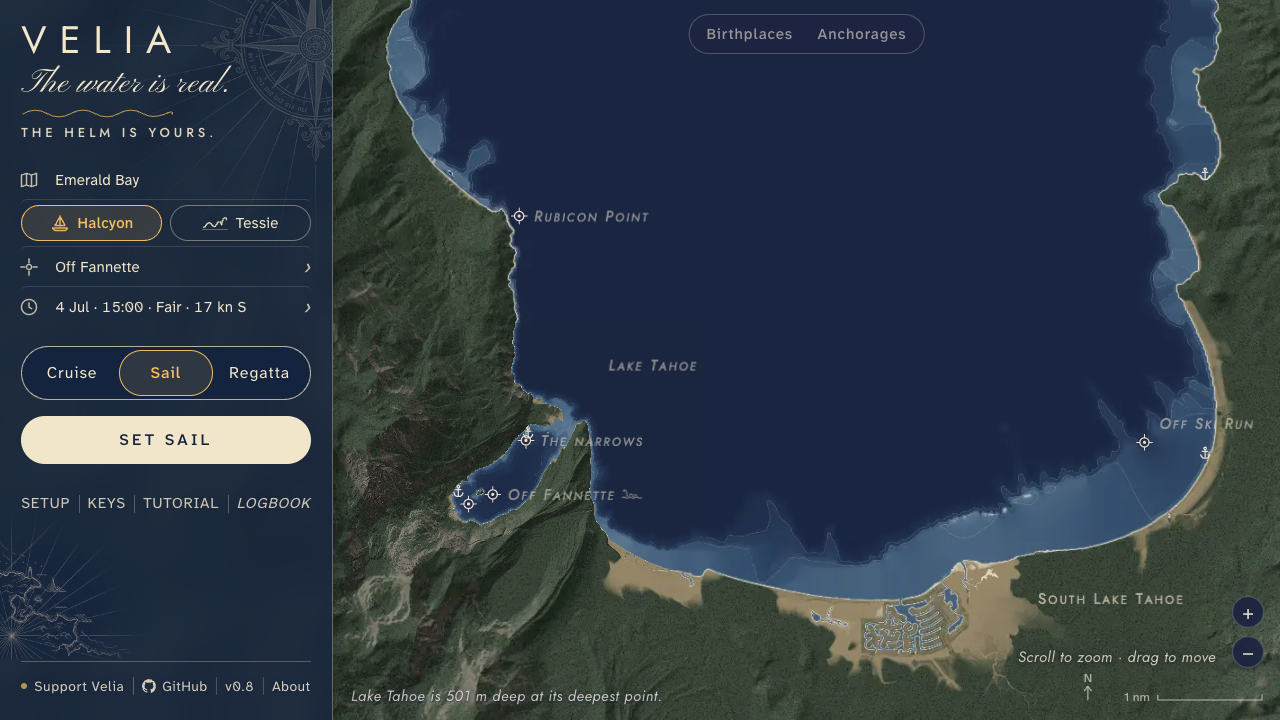 VELIA
The water is real.
THE HELM IS YOURS.
Emerald Bay
Halcyon
Tessie
Off Fannette ›
4 Jul · 15:00 · Fair · 17 kn S ›
Cruise
Sail
Regatta
SET SAIL
SETUP
KEYS
TUTORIAL
LOGBOOK
Support Velia
GitHub
v0.8
About
Birthplaces
Anchorages
RUBICON POINT
LAKE TAHOE
OFF SKI RUN
THE NARROWS
OFF FANNETTE
SOUTH LAKE TAHOE
+
−
Scroll to zoom · drag to move
N
1 nm
Lake Tahoe is 501 m deep at its deepest point.